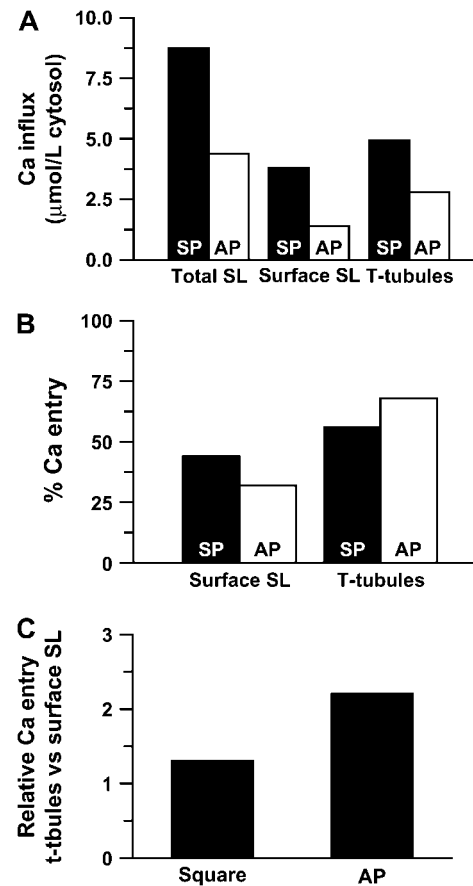 A
10.0
7.5
5.0
2.5
0.0
Ca influx
(μmol/L cytosol)
SP AP SP AP SP AP
Total SL Surface SL T-tubules
B
100
75
50
25
0
% Ca entry
SP AP SP AP
Surface SL T-tubules
C
3
2
1
0
Relative Ca entry
t-tbules vs surface SL
Square AP